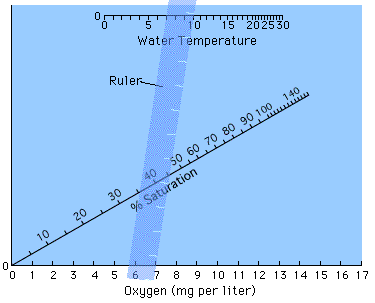 0
0 5 10 15 20 25 30
Water Temperature
Ruler
10 20 30 40 50 60 70 80 90 100 140
% Saturation
0
0 1 2 3 4 5 6 7 8 9 10 11 12 13 14 15 16 17
Oxygen (mg per liter)